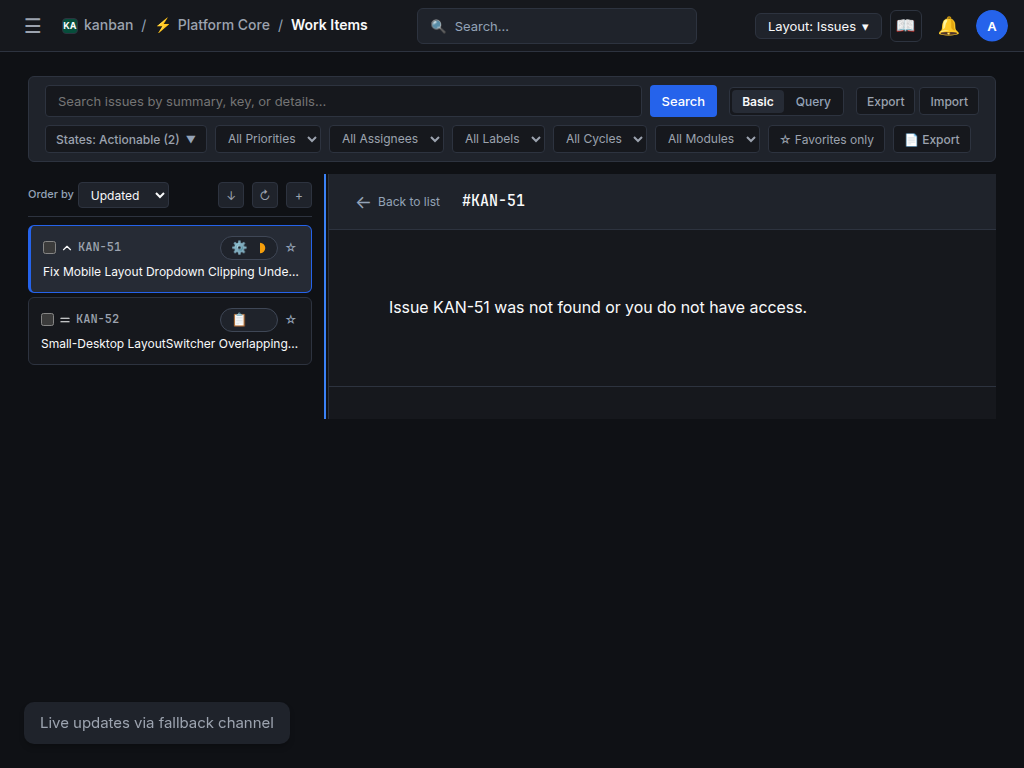 KA kanban / Platform Core / Work Items
Search...
Layout: Issues ▾
A
Search issues by summary, key, or details...
Search
Basic
Query
Export
Import
States: Actionable (2) ▼
All Priorities
All Assignees
All Labels
All Cycles
All Modules
☆ Favorites only
Export
Order by
Updated
↓
↻
+
KAN-51
Fix Mobile Layout Dropdown Clipping Unde...
KAN-52
Small-Desktop LayoutSwitcher Overlapping...
← Back to list
#KAN-51
Issue KAN-51 was not found or you do not have access.
Live updates via fallback channel